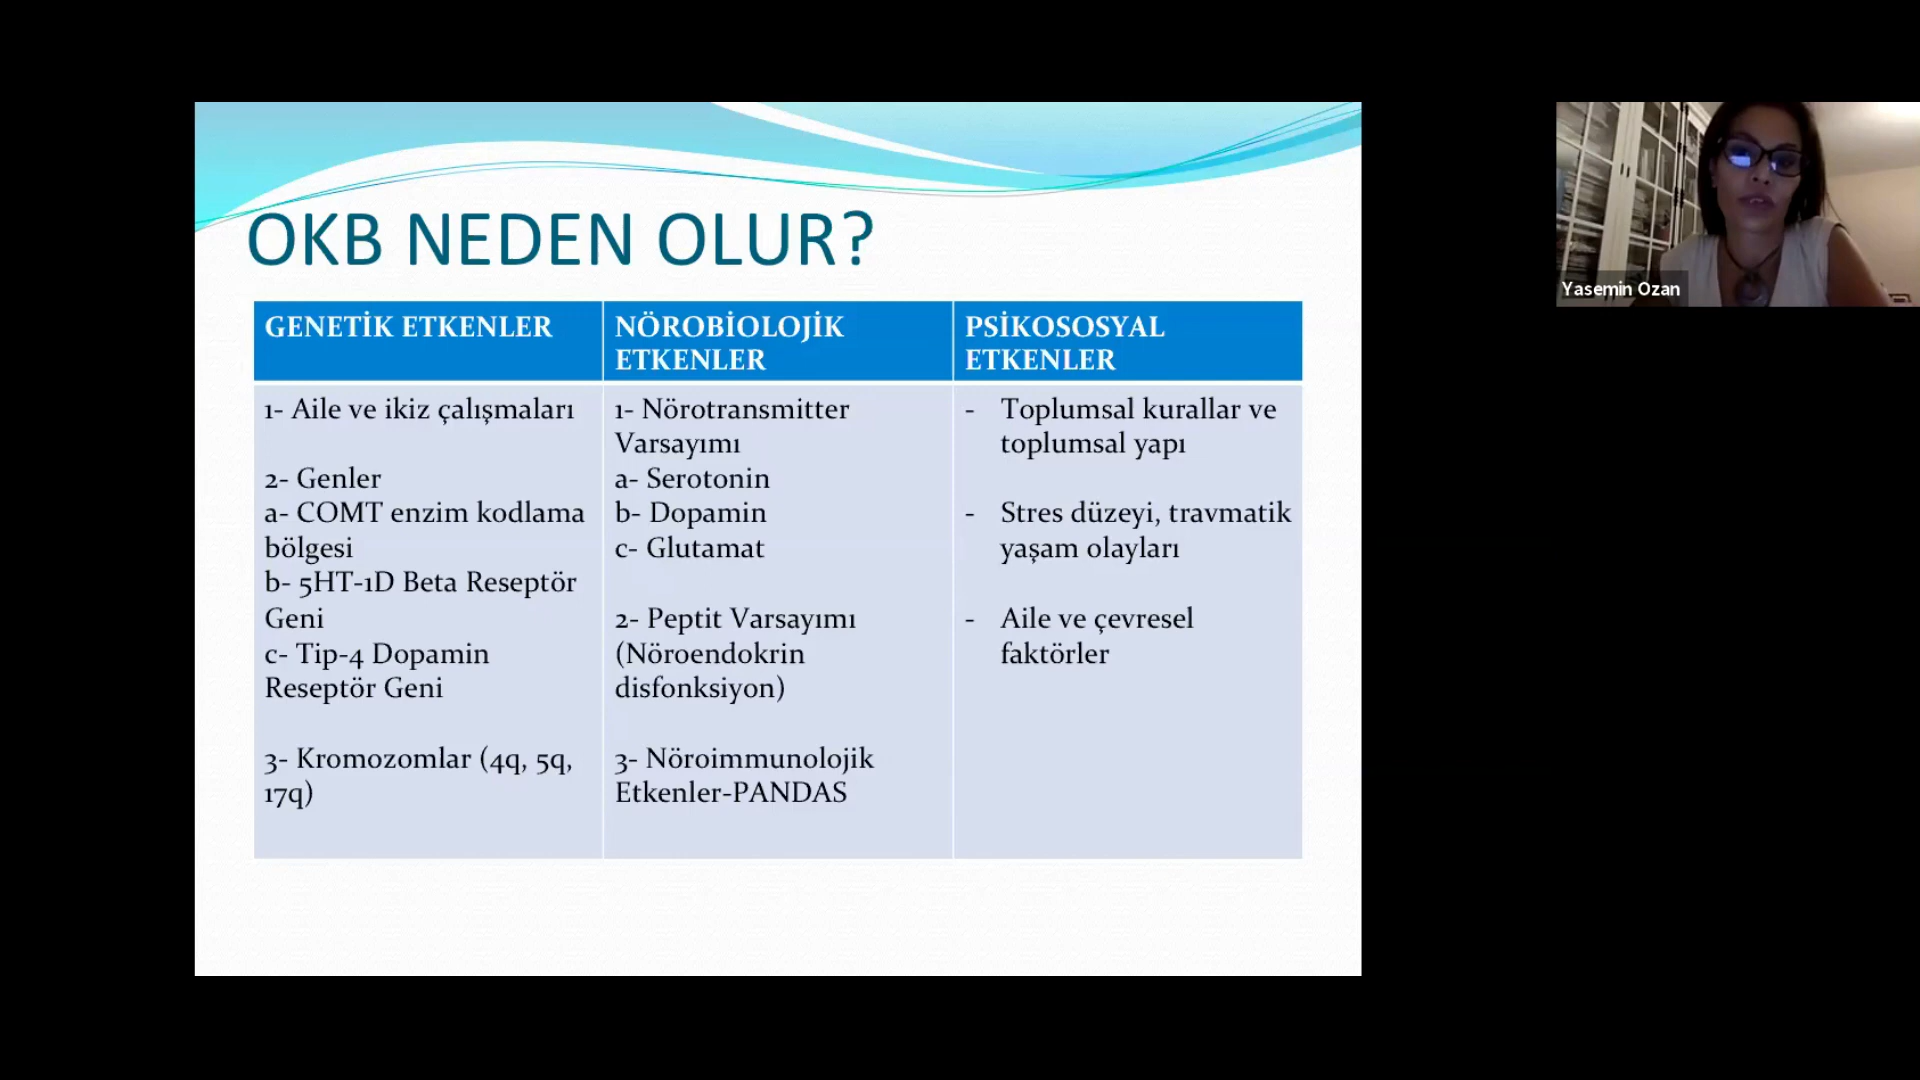 OKB NEDEN OLUR?
GENETİK ETKENLER
1- Aile ve ikiz çalışmaları
2- Genler
a- COMT enzim kodlama
bölgesi
b- 5HT-1D Beta Reseptör
Geni
c- Tip-4 Dopamin
Reseptör Geni
3- Kromozomlar (4q, 5q,
17q)
NÖROBİOLOJİK
ETKENLER
1- Nörotransmitter
Varsayımı
a- Serotonin
b- Dopamin
c- Glutamat
2- Peptit Varsayımı
(Nöroendokrin
disfonksiyon)
3- Nöroimmunolojik
Etkenler-PANDAS
PSİKOSOSYAL
ETKENLER
- Toplumsal kurallar ve
toplumsal yapı
- Stres düzeyi, travmatik
yaşam olayları
- Aile ve çevresel
faktörler
Yasemin Ozan